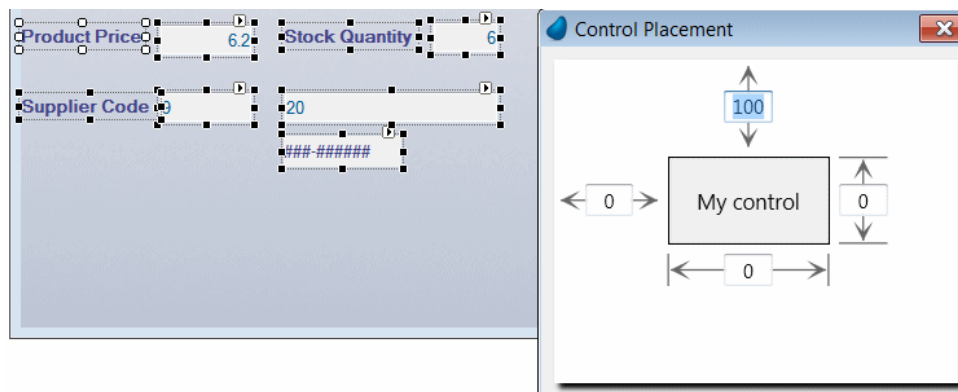 Product Price 6.2 Stock Quantity 6
Supplier Code 9 20
###-######
Control Placement
100
0 My control 0
0